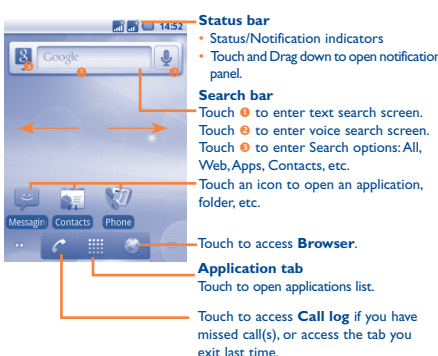 14:52
Google
3
1
2
Messagin
Contacts
Phone
Status bar
• Status/Notification indicators
• Touch and Drag down to open notification
panel.
Search bar
Touch ❶ to enter text search screen.
Touch ❷ to enter voice search screen.
Touch ❸ to enter Search options: All,
Web, Apps, Contacts, etc.
Touch an icon to open an application,
folder, etc.
Touch to access Browser.
Application tab
Touch to open applications list.
Touch to access Call log if you have
missed call(s), or access the tab you
exit last time.